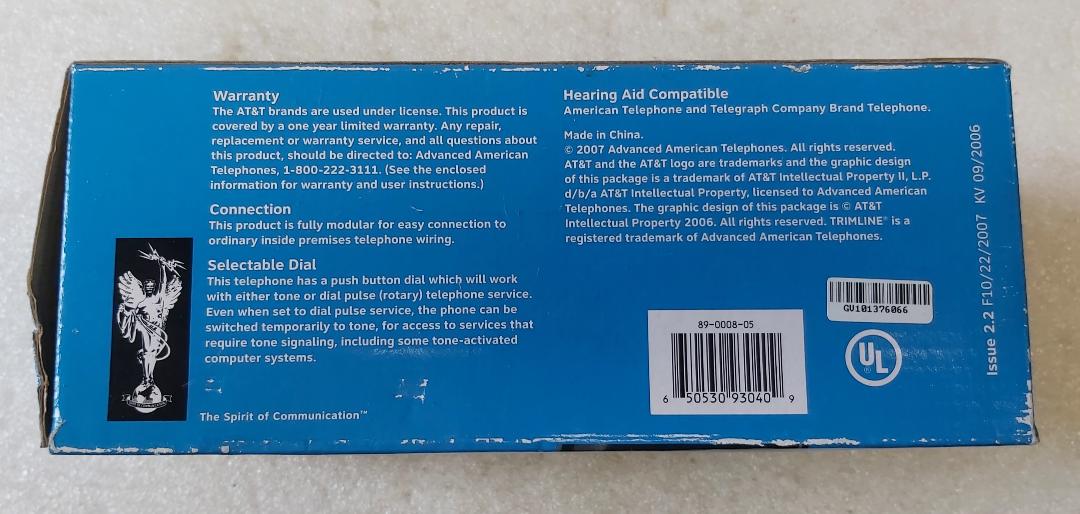 Warranty
The AT&T brands are used under license. This product is
covered by a one year limited warranty. Any repair,
replacement or warranty service, and all questions about
this product, should be directed to: Advanced American
Telephones, 1-800-222-3111. (See the enclosed
information for warranty and user instructions.)
Connection
This product is fully modular for easy connection to
ordinary inside premises telephone wiring.
Selectable Dial
This telephone has a push button dial which will work
with either tone or dial pulse (rotary) telephone service.
Even when set to dial pulse service, the phone can be
switched temporarily to tone, for access to services that
require tone signaling, including some tone-activated
computer systems.
The Spirit of Communication™
Hearing Aid Compatible
American Telephone and Telegraph Company Brand Telephone.
Made in China.
© 2007 Advanced American Telephones. All rights reserved.
AT&T and the AT&T logo are trademarks and the graphic design
of this package is a trademark of AT&T Intellectual Property II, L.P.
d/b/a AT&T Intellectual Property, licensed to Advanced American
Telephones. The graphic design of this package is © AT&T
Intellectual Property 2006. All rights reserved. TRIMLINE® is a
registered trademark of Advanced American Telephones.
89-0008-05
6 50530 93040 9
GV101376066
UL
®
Issue 2.2 F10/22/2007 KV 09/2006